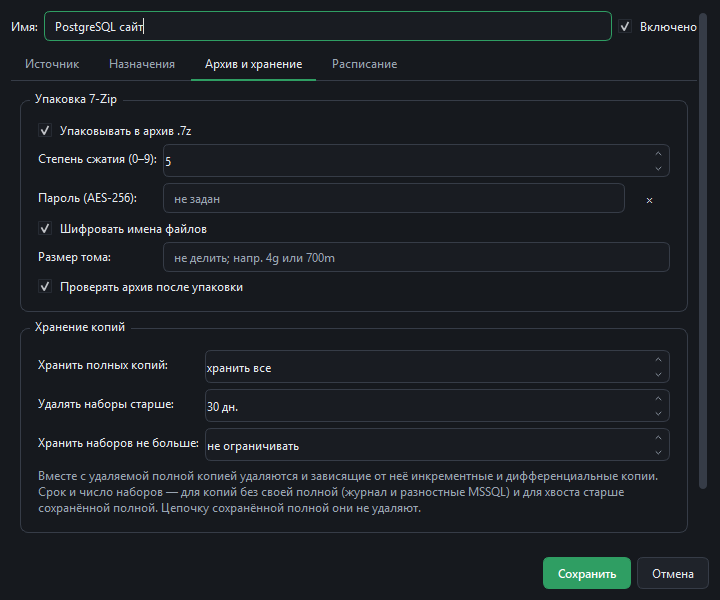 Имя: PostgreSQL сайт Включено
Источник Назначения Архив и хранение Расписание
Упаковка 7-Zip
Упаковывать в архив .7z
Степень сжатия (0–9): 5
Пароль (AES-256): не задан ×
Шифровать имена файлов
Размер тома: не делить; напр. 4g или 700m
Проверять архив после упаковки
Хранение копий
Хранить полных копий: хранить все
Удалять наборы старше: 30 дн.
Хранить наборов не больше: не ограничивать
Вместе с удаляемой полной копией удаляются и зависящие от неё инкрементные и дифференциальные копии.
Срок и число наборов — для копий без своей полной (журнал и разностные MSSQL) и для хвоста старше
сохранённой полной. Цепочку сохранённой полной они не удаляют.
Сохранить Отмена